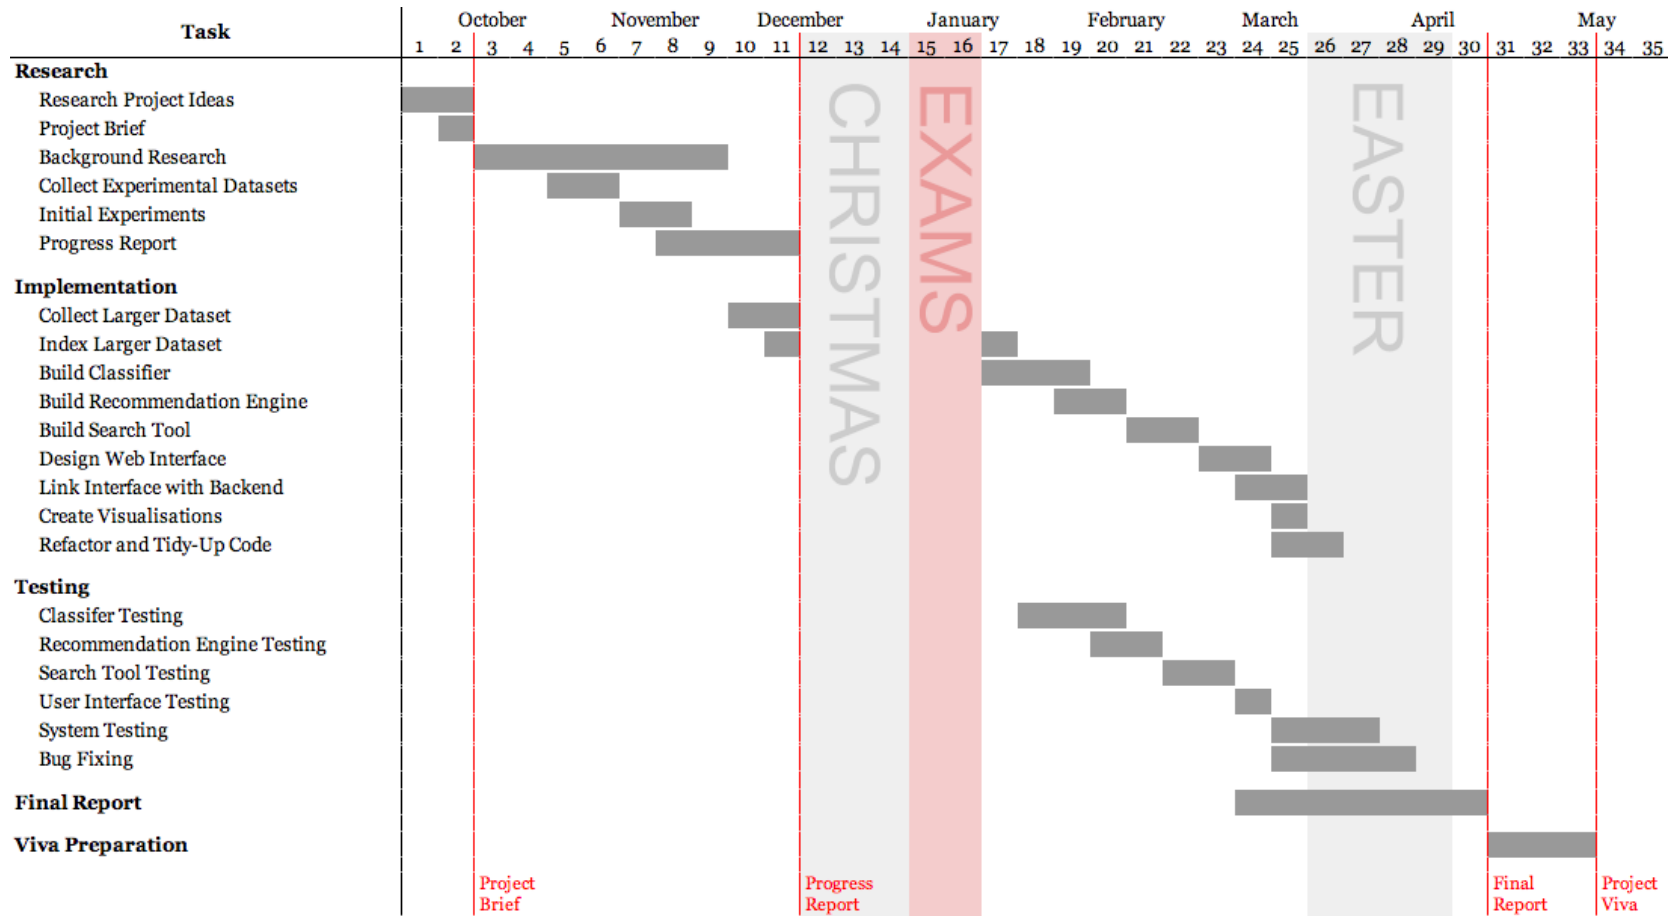 Task
October November December January February March April May
1 2 3 4 5 6 7 8 9 10 11 12 13 14 15 16 17 18 19 20 21 22 23 24 25 26 27 28 29 30 31 32 33 34 35
Research
Research Project Ideas
Project Brief
Background Research
Collect Experimental Datasets
Initial Experiments
Progress Report
Implementation
Collect Larger Dataset
Index Larger Dataset
Build Classifier
Build Recommendation Engine
Build Search Tool
Design Web Interface
Link Interface with Backend
Create Visualisations
Refactor and Tidy-Up Code
Testing
Classifer Testing
Recommendation Engine Testing
Search Tool Testing
User Interface Testing
System Testing
Bug Fixing
Final Report
Viva Preparation
CHRISTMAS
EXAMS
EASTER
Project
Brief
Progress
Report
Final
Report
Project
Viva